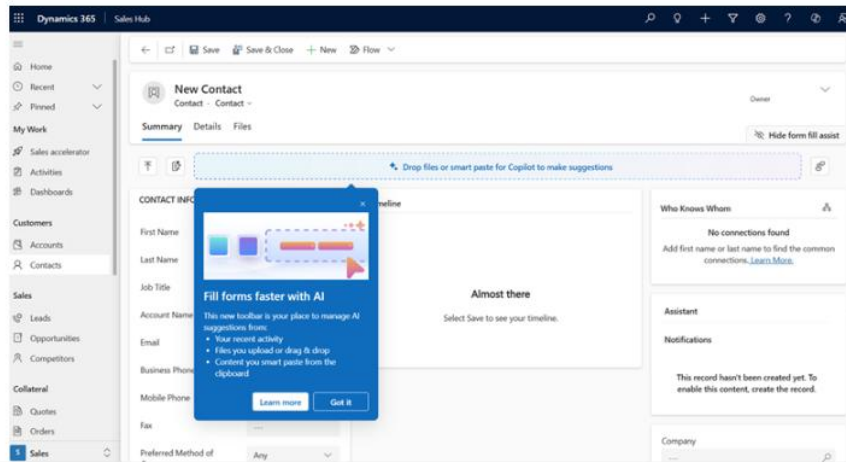 Dynamics 365 Sales Hub
Save Save & Close New Flow
Home
Recent
Pinned
My Work
Sales accelerator
Activities
Dashboards
Customers
Accounts
Contacts
Sales
Leads
Opportunities
Competitors
Collateral
Quotes
Orders
S Sales
New Contact
Contact · Contact
Owner
Summary Details Files
Hide form fill assist
Drop files or smart paste for Copilot to make suggestions
CONTACT INFO
First Name
Last Name
Job Title
Account Name
Email
Business Phone
Mobile Phone
Fax
---
Preferred Method of
Any
Fill forms faster with AI
This new toolbar is your place to manage AI
suggestions from:
• Your recent activity
• Files you upload or drag & drop
• Content you smart paste from the
clipboard
Learn more Got it
meline
Almost there
Select Save to see your timeline.
Who Knows Whom
No connections found
Add first name or last name to find the common
connections. Learn More.
Assistant
Notifications
This record hasn't been created yet. To
enable this content, create the record.
Company
---